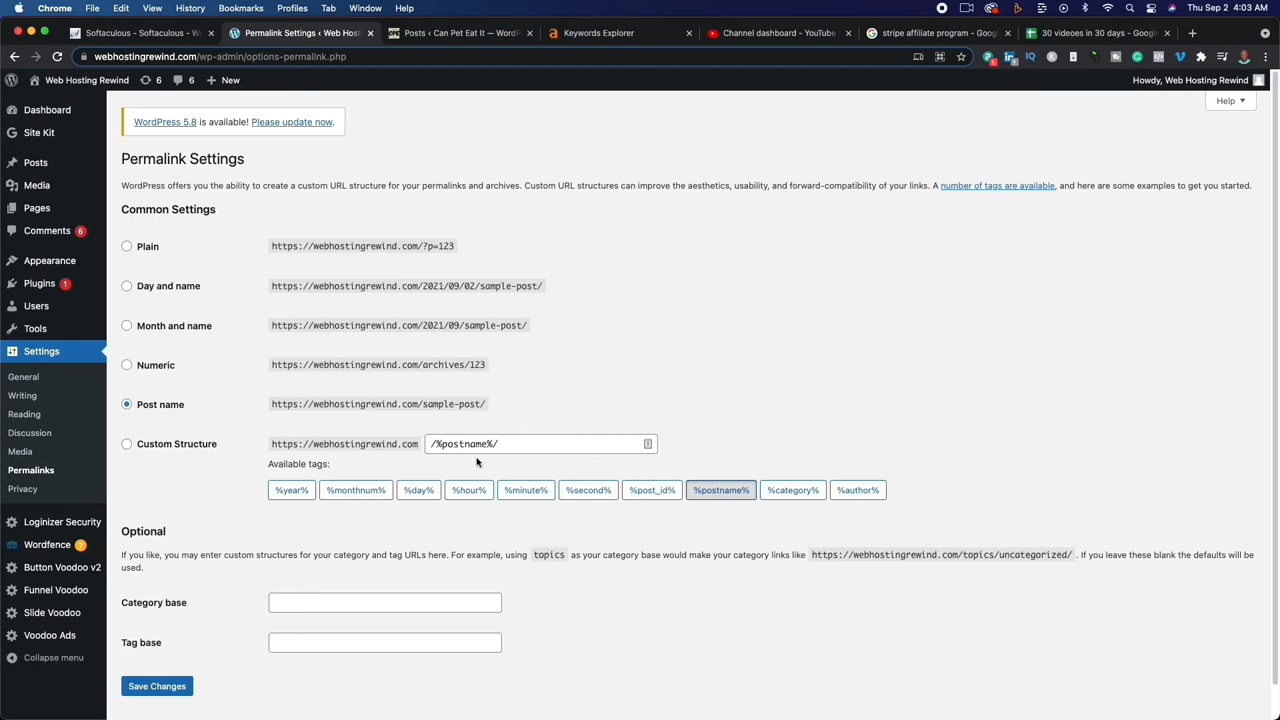 Chrome File Edit View History Bookmarks Profiles Tab Window Help Thu Sep 2 4:03 AM
Softaculous - Softaculous - W Permalink Settings ‹ Web Host Posts ‹ Can Pet Eat It — WordP Keywords Explorer Channel dashboard - YouTube stripe affiliate program - Goog 30 videoes in 30 days - Googl
webhostingrewind.com/wp-admin/options-permalink.php
Web Hosting Rewind 6 6 New Howdy, Web Hosting Rewind
Help
Dashboard
Site Kit
Posts
Media
Pages
Comments 6
Appearance
Plugins 1
Users
Tools
Settings
General
Writing
Reading
Discussion
Media
Permalinks
Privacy
Loginizer Security
Wordfence 2
Button Voodoo v2
Funnel Voodoo
Slide Voodoo
Voodoo Ads
Collapse menu
WordPress 5.8 is available! Please update now.
Permalink Settings
WordPress offers you the ability to create a custom URL structure for your permalinks and archives. Custom URL structures can improve the aesthetics, usability, and forward-compatibility of your links. A number of tags are available, and here are some examples to get you started.
Common Settings
Plain https://webhostingrewind.com/?p=123
Day and name https://webhostingrewind.com/2021/09/02/sample-post/
Month and name https://webhostingrewind.com/2021/09/sample-post/
Numeric https://webhostingrewind.com/archives/123
Post name https://webhostingrewind.com/sample-post/
Custom Structure https://webhostingrewind.com /%postname%/
Available tags:
%year% %monthnum% %day% %hour% %minute% %second% %post_id% %postname% %category% %author%
Optional
If you like, you may enter custom structures for your category and tag URLs here. For example, using topics as your category base would make your category links like https://webhostingrewind.com/topics/uncategorized/ . If you leave these blank the defaults will be
used.
Category base
Tag base
Save Changes